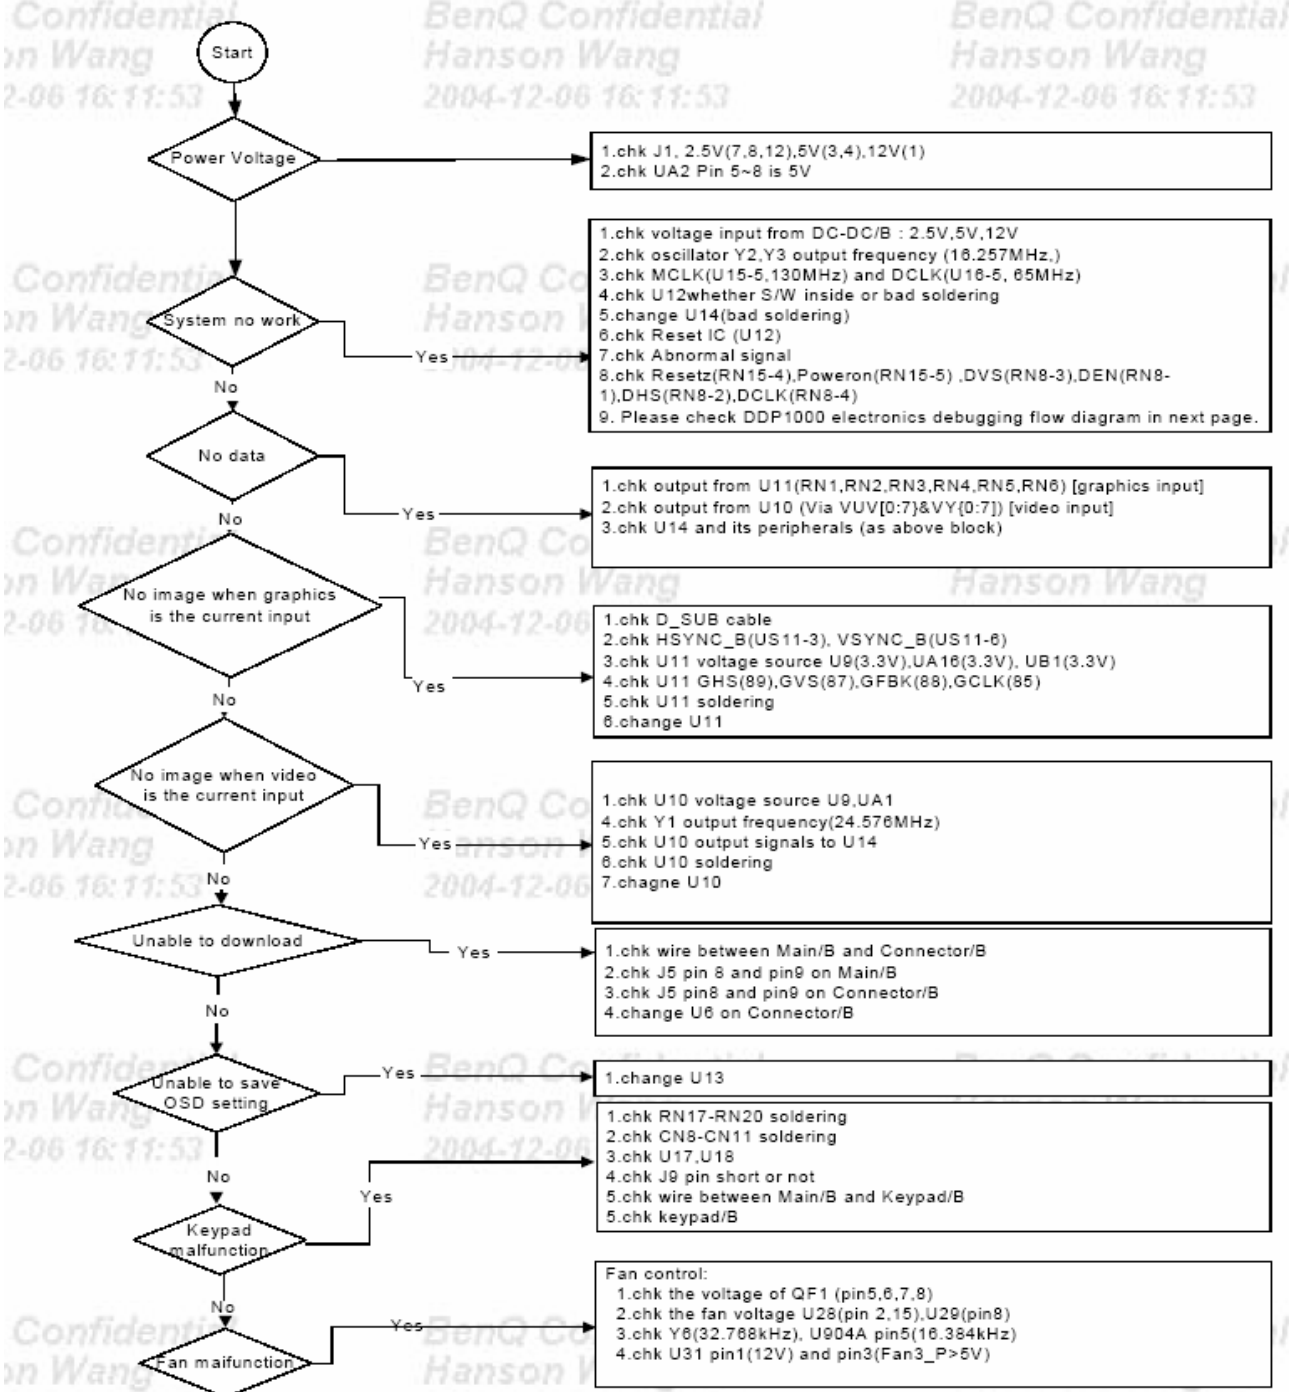 Confidential
BenQ Confidential
BenQ Confidential
on Wang
Hanson Wang
Hanson Wang
2-06 16:11:53
2004-12-06 16:11:53
2004-12-06 16:11:53
Start
Power Voltage
1.chk J1, 2.5V(7,8,12),5V(3,4),12V(1)
2.chk UA2 Pin 5~8 is 5V
System no work
Yes
No
1.chk voltage input from DC-DC/B : 2.5V,5V,12V
2.chk oscillator Y2,Y3 output frequency (16.257MHz,)
3.chk MCLK(U15-5,130MHz) and DCLK(U16-5, 65MHz)
4.chk U12whether S/W inside or bad soldering
5.change U14(bad soldering)
6.chk Reset IC (U12)
7.chk Abnormal signal
8.chk Resetz(RN15-4),Poweron(RN15-5) ,DVS(RN8-3),DEN(RN8-
1),DHS(RN8-2),DCLK(RN8-4)
9. Please check DDP1000 electronics debugging flow diagram in next page.
No data
Yes
No
1.chk output from U11(RN1,RN2,RN3,RN4,RN5,RN6) [graphics input]
2.chk output from U10 (Via VUV[0:7}&VY{0:7]) [video input]
3.chk U14 and its peripherals (as above block)
No image when graphics
is the current input
Yes
No
1.chk D_SUB cable
2.chk HSYNC_B(US11-3), VSYNC_B(US11-6)
3.chk U11 voltage source U9(3.3V),UA16(3.3V), UB1(3.3V)
4.chk U11 GHS(89),GVS(87),GFBK(88),GCLK(85)
5.chk U11 soldering
6.change U11
No image when video
is the current input
Yes
No
1.chk U10 voltage source U9,UA1
4.chk Y1 output frequency(24.576MHz)
5.chk U10 output signals to U14
6.chk U10 soldering
7.chagne U10
Unable to download
Yes
No
1.chk wire between Main/B and Connector/B
2.chk J5 pin 8 and pin9 on Main/B
3.chk J5 pin8 and pin9 on Connector/B
4.change U6 on Connector/B
Unable to save
OSD setting
Yes
No
1.change U13
Keypad
malfunction
Yes
No
1.chk RN17-RN20 soldering
2.chk CN8-CN11 soldering
3.chk U17,U18
4.chk J9 pin short or not
5.chk wire between Main/B and Keypad/B
5.chk keypad/B
Fan maifunction
Yes
Fan control:
1.chk the voltage of QF1 (pin5,6,7,8)
2.chk the fan voltage U28(pin 2,15),U29(pin8)
3.chk Y6(32.768kHz), U904A pin5(16.384kHz)
4.chk U31 pin1(12V) and pin3(Fan3_P>5V)